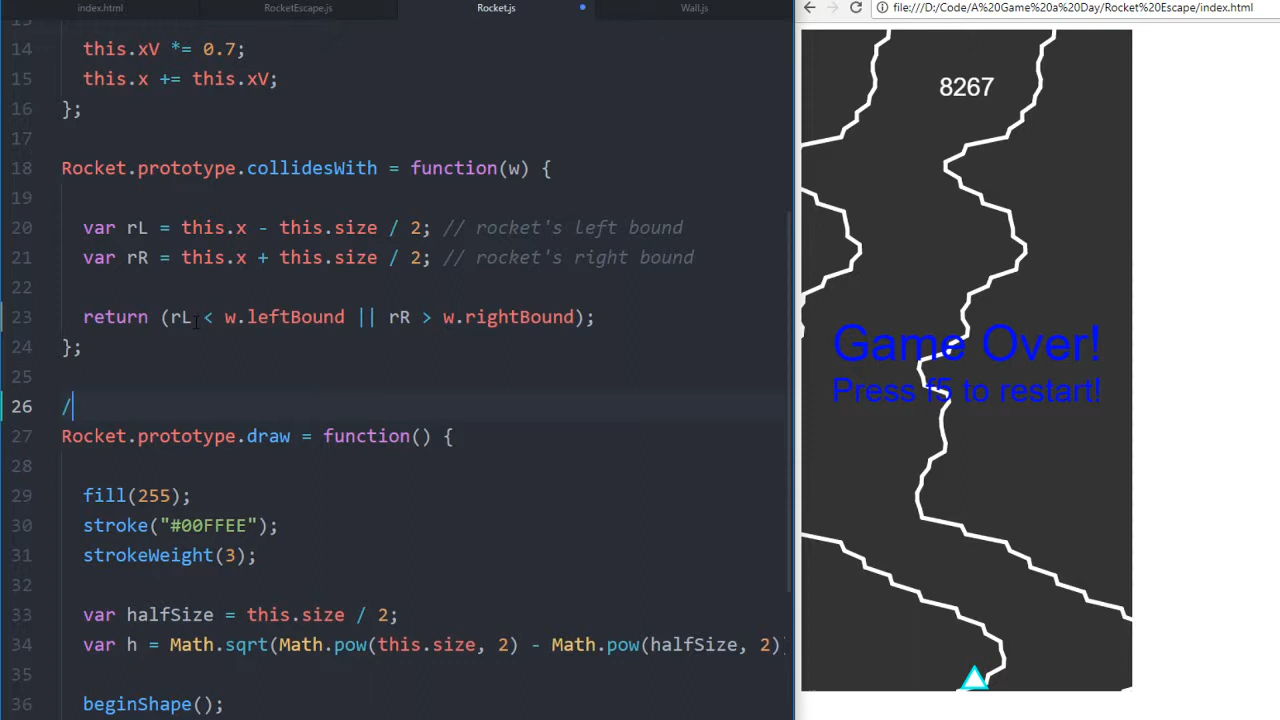 index.html
RocketEscape.js
Rocket.js
Wall.js
file:///D:/Code/A%20Game%20a%20Day/Rocket%20Escape/index.html
14 this.xV *= 0.7;
15 this.x += this.xV;
16 };
17
18 Rocket.prototype.collidesWith = function(w) {
19
20 var rL = this.x - this.size / 2; // rocket's left bound
21 var rR = this.x + this.size / 2; // rocket's right bound
22
23 return (rL < w.leftBound || rR > w.rightBound);
24 };
25
26 /
27 Rocket.prototype.draw = function() {
28
29 fill(255);
30 stroke("#00FFEE");
31 strokeWeight(3);
32
33 var halfSize = this.size / 2;
34 var h = Math.sqrt(Math.pow(this.size, 2) - Math.pow(halfSize, 2)
35
36 beginShape();
8267
Game Over!
Press f5 to restart!